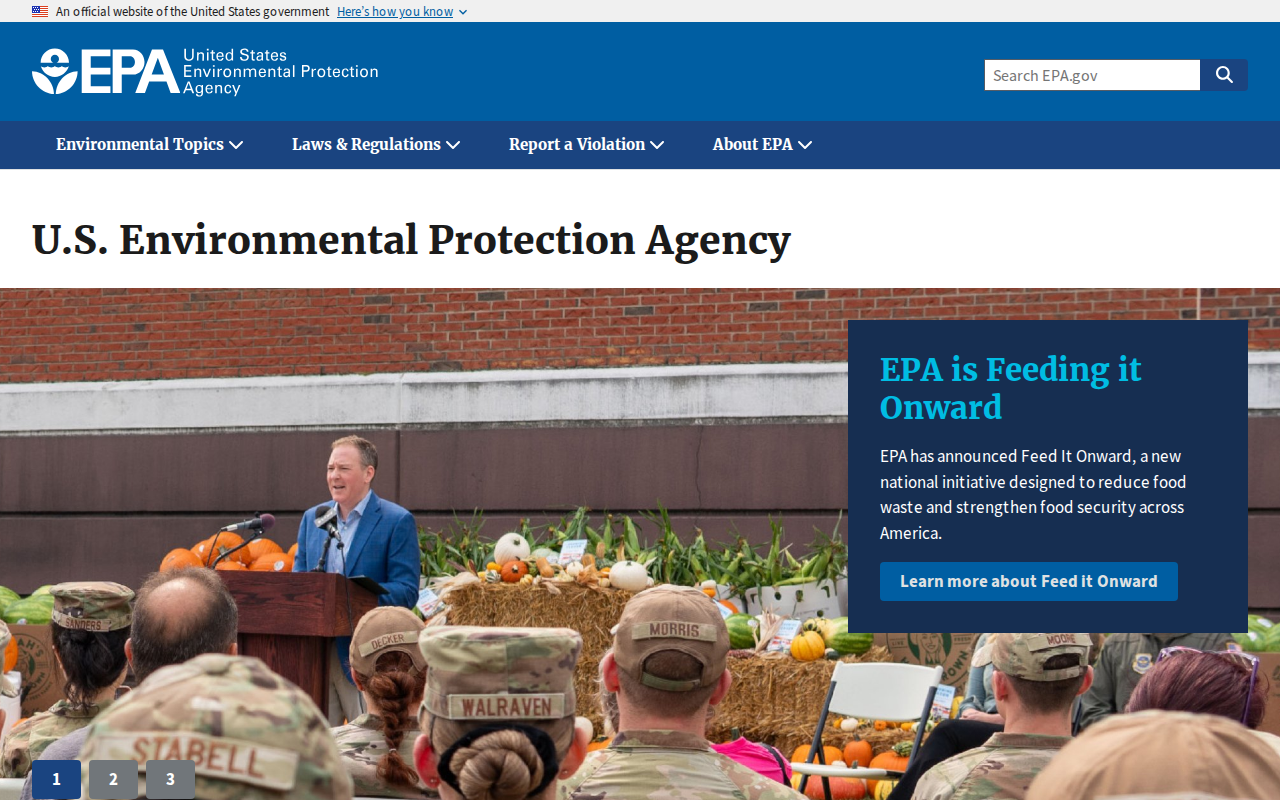 An official website of the United States government Here's how you know
EPA United States
Environmental Protection
Agency
Search EPA.gov
Environmental Topics Laws & Regulations Report a Violation About EPA
U.S. Environmental Protection Agency
EPA is Feeding it
Onward
EPA has announced Feed It Onward, a new
national initiative designed to reduce food
waste and strengthen food security across
America.
Learn more about Feed it Onward
SANDERS
DECKER
MORRIS
MOORE
WALRAVEN
STABELL
1 2 3